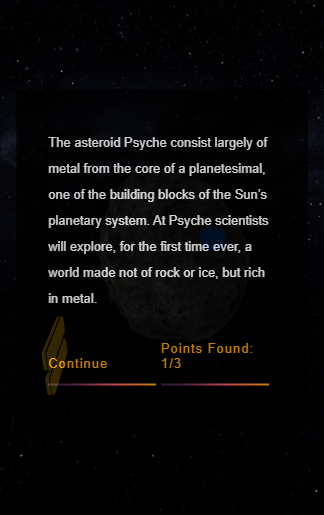 The asteroid Psyche consist largely of
metal from the core of a planetesimal,
one of the building blocks of the Sun's
planetary system. At Psyche scientists
will explore, for the first time ever, a
world made not of rock or ice, but rich
in metal.
Continue
Points Found:
1/3